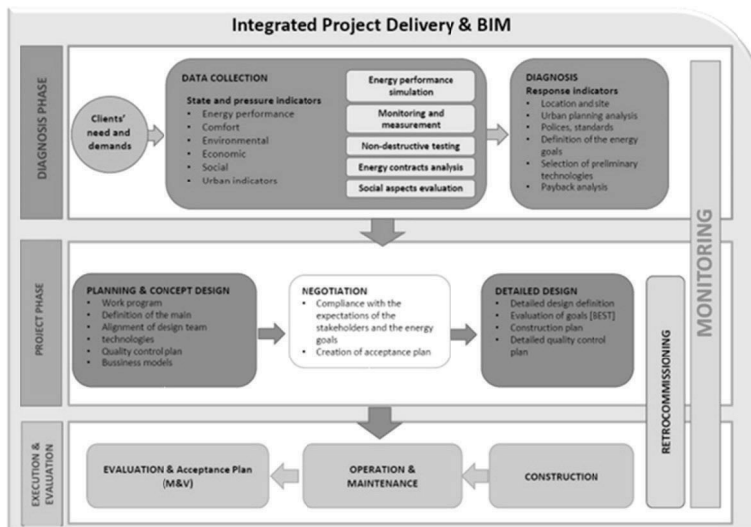 Integrated Project Delivery & BIM
DIAGNOSIS PHASE
Clients'
need and
demands
DATA COLLECTION
State and pressure indicators
• Energy performance
• Comfort
• Environmental
• Economic
• Social
• Urban indicators
Energy performance
simulation
Monitoring and
measurement
Non-destructive testing
Energy contracts analysis
Social aspects evaluation
DIAGNOSIS
Response indicators
• Location and site
• Urban planning analysis
• Polices, standards
• Definition of the energy
goals
• Selection of preliminary
technologies
• Payback analysis
MONITORING
PROJECT PHASE
PLANNING & CONCEPT DESIGN
• Work program
• Definition of the main
• Alignment of design team
technologies
• Quality control plan
• Bussiness models
NEGOTIATION
• Compliance with the
expectations of the
stakeholders and the energy
goals
• Creation of acceptance plan
DETAILED DESIGN
• Detailed design definition
• Evaluation of goals [BEST]
• Construction plan
• Detailed quality control
plan
RETROCOMMISSIONING
EXECUTION &
EVALUATION
EVALUATION & Acceptance Plan
(M&V)
OPERATION &
MAINTENANCE
CONSTRUCTION